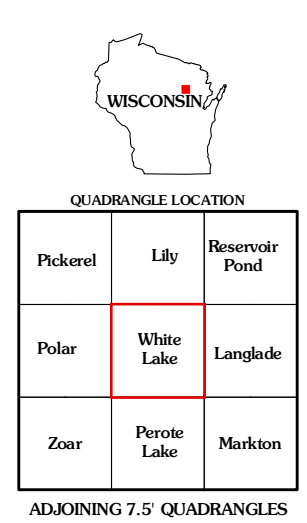 WISCONSIN
QUADRANGLE LOCATION
Pickerel
Lily
Reservoir
Pond
Polar
White
Lake
Langlade
Zoar
Perote
Lake
Markton
ADJOINING 7.5' QUADRANGLES